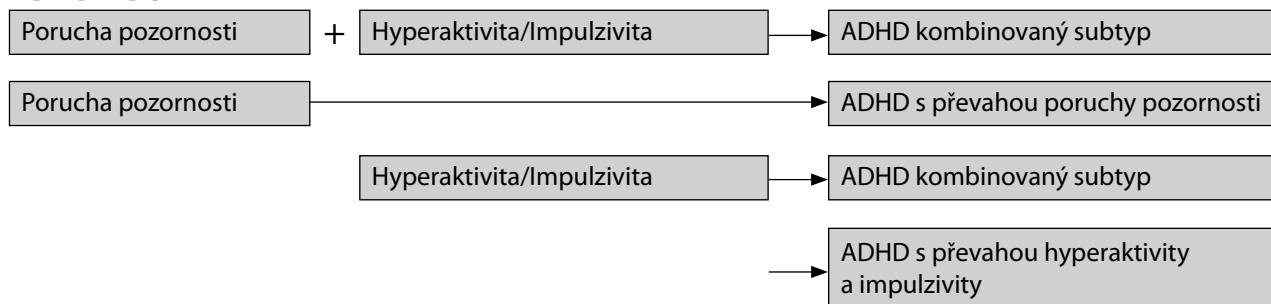 Porucha pozornosti + Hyperaktivita/Impulzivita ADHD kombinovaný subtyp
Porucha pozornosti ADHD s převahou poruchy pozornosti
Hyperaktivita/Impulzivita ADHD kombinovaný subtyp
ADHD s převahou hyperaktivity
a impulzivity